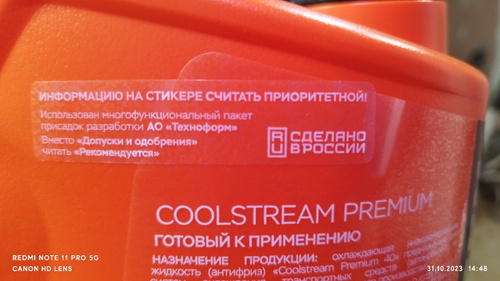 ИНФОРМАЦИЮ НА СТИКЕРЕ СЧИТАТЬ ПРИОРИТЕТНОЙ!
Использован многофункциональный пакет
присадок разработки АО «Техноформ»
Вместо «Допуски и одобрения»
читать «Рекомендуется»
СДЕЛАНО
В РОССИИ
COOLSTREAM PREMIUM
ГОТОВЫЙ К ПРИМЕНЕНИЮ
НАЗНАЧЕНИЕ ПРОДУКЦИИ: охлаждающая
жидкость (антифриз) «Coolstream Premium 40»
транспортных средств
REDMI NOTE 11 PRO 5G
CANON HD LENS
31.10.2023 14:48